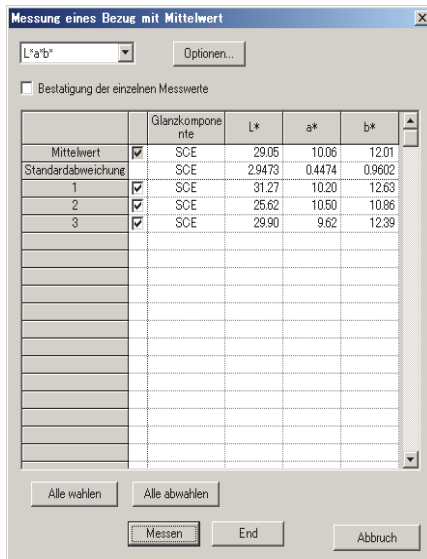 Messung eines Bezug mit Mittelwert
L*a*b*
Optionen...
Bestatigung der einzelnen Messwerte
Glanzkompone
nte L* a* b*
Mittelwert SCE 29.05 10.06 12.01
Standardabweichung SCE 2.9473 0.4474 0.9602
1 SCE 31.27 10.20 12.63
2 SCE 25.62 10.50 10.86
3 SCE 29.90 9.62 12.39
Alle wahlen Alle abwahlen
Messen End Abbruch